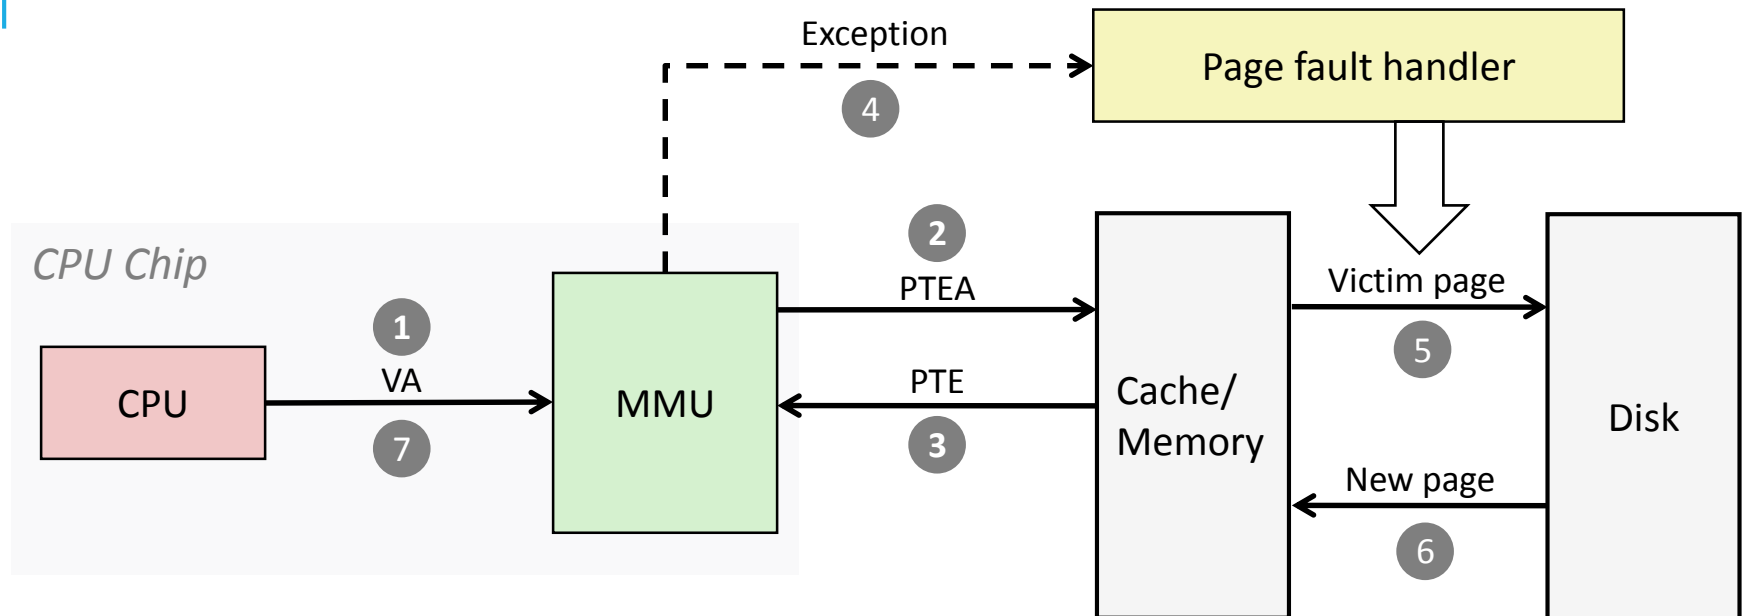 Exception
4
Page fault handler
CPU Chip
1
VA
7
CPU
MMU
2
PTEA
PTE
3
Cache/
Memory
Victim page
5
New page
6
Disk